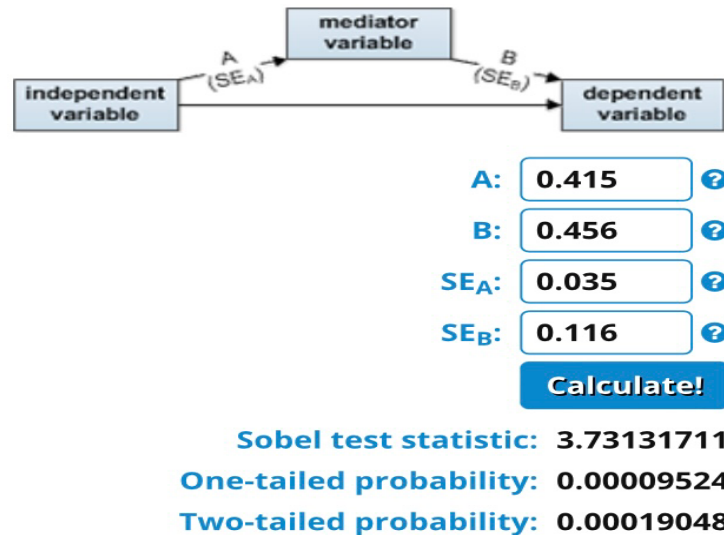 mediator
variable
A
(SEA)
B
(SEB)
independent
variable
dependent
variable
A: 0.415 ?
B: 0.456 ?
SEA: 0.035 ?
SEB: 0.116 ?
Calculate!
Sobel test statistic: 3.73131711
One-tailed probability: 0.00009524
Two-tailed probability: 0.00019048